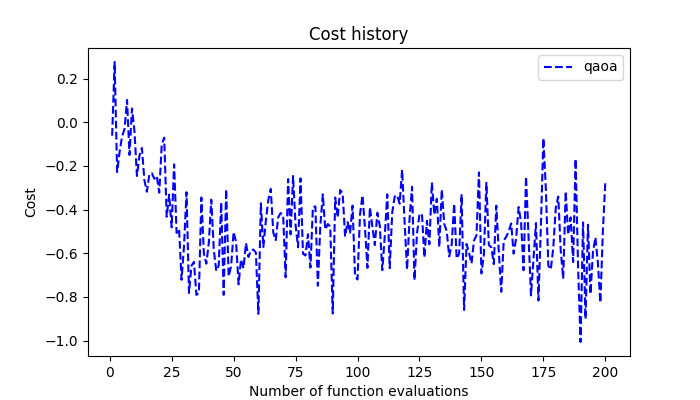 Cost history
qaoa
Cost
0.2
0.0
−0.2
−0.4
−0.6
−0.8
−1.0
0 25 50 75 100 125 150 175 200
Number of function evaluations